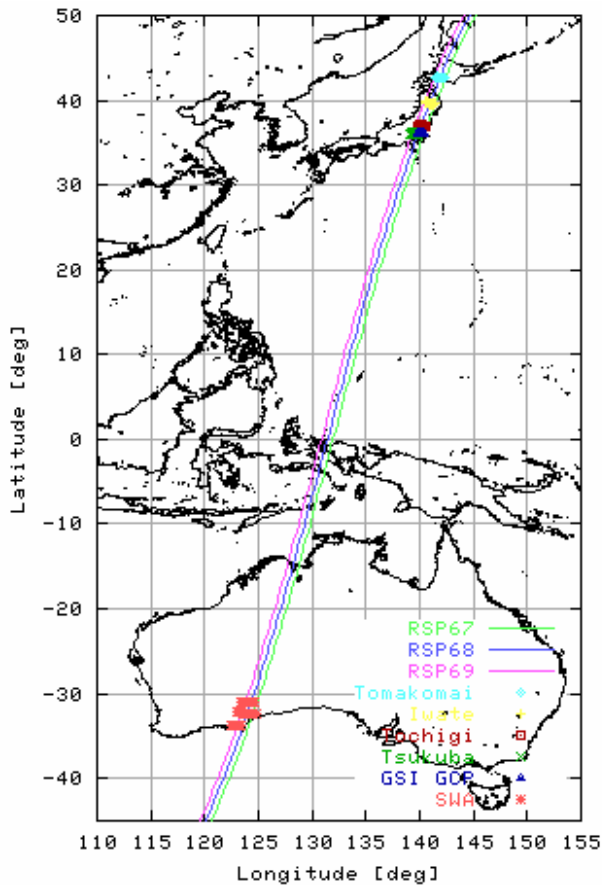 50
40
30
20
10
0
-10
-20
-30
-40
Latitude [deg]
RSP67
RSP68
RSP69
Tomakomai
Iwate
Tochigi
Tsukuba
GSI GCP
SWA
110 115 120 125 130 135 140 145 150 155
Longitude [deg]